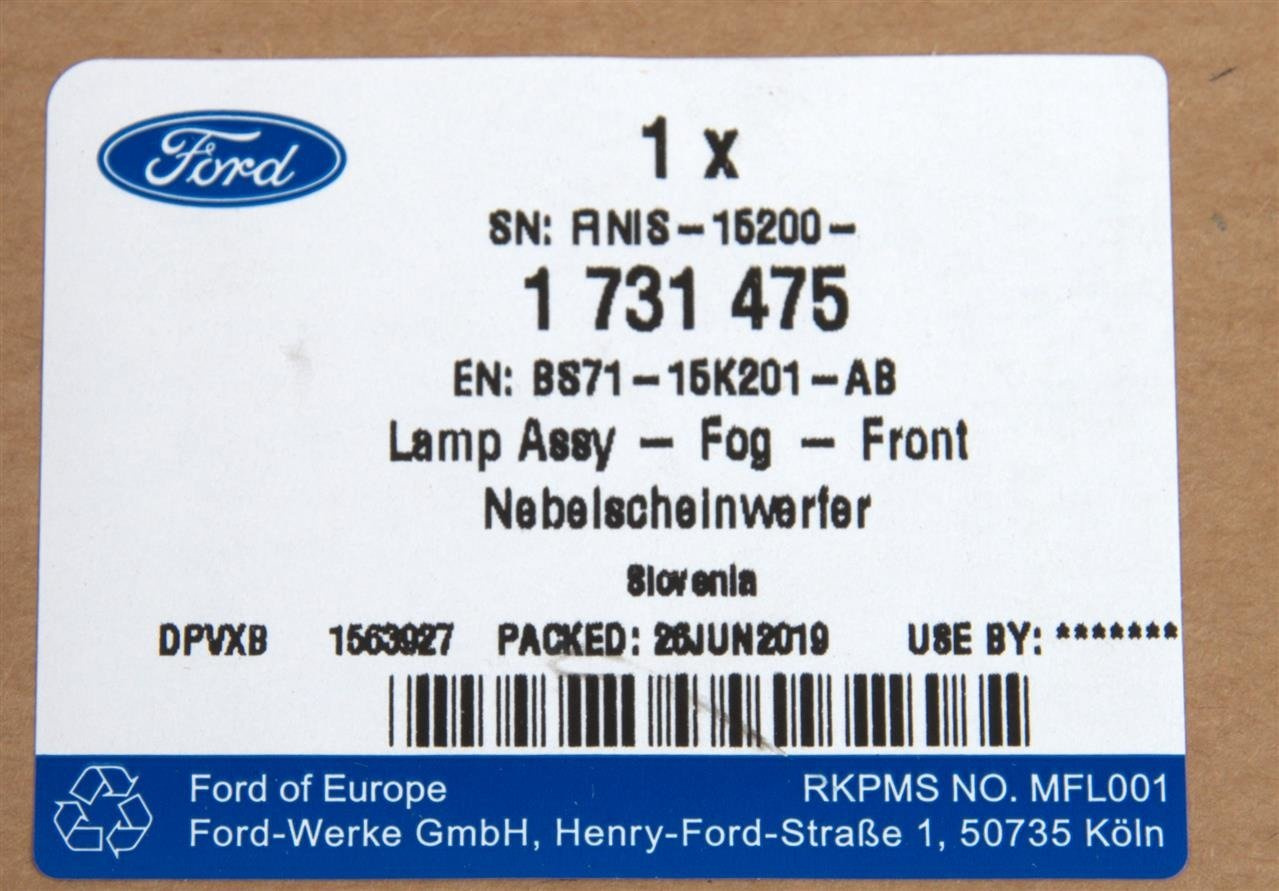 Ford
1 x
SN: FINIS-15200-
1 731 475
EN: BS71-15K201-AB
Lamp Assy - Fog - Front
Nebelscheinwerfer
Slovenia
DPVXB 1563927 PACKED: 26JUN2019 USE BY: *******
Ford of Europe RKPMS NO. MFL001
Ford-Werke GmbH, Henry-Ford-Straße 1, 50735 Köln